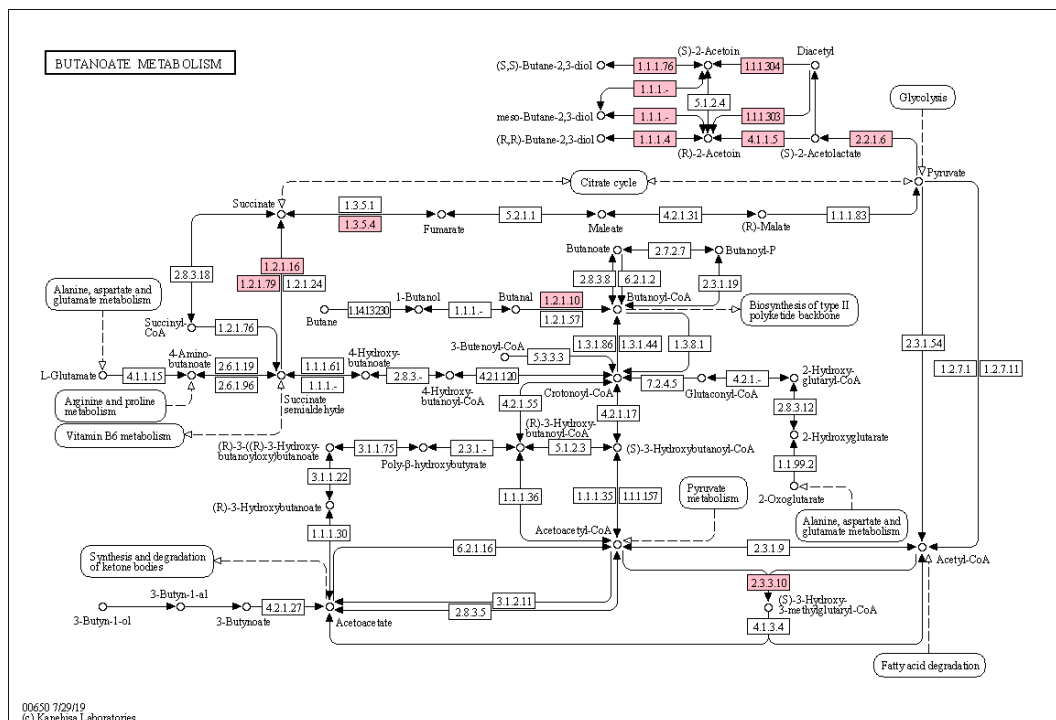 BUTANOATE METABOLISM
(S)-2-Acetoin
Diacetyl
(S,S)-Butane-2,3-diol
1.1.1.76
1.1.1.304
1.1.1.-
5.1.2.4
Glycolysis
meso-Butane-2,3-diol
1.1.1.-
1.1.1.303
(R,R)-Butane-2,3-diol
1.1.1.4
4.1.1.5
2.2.1.6
(R)-2-Acetoin
(S)-2-Acetolactate
Pyruvate
Citrate cycle
Succinate
1.3.5.1
1.3.5.4
Fumarate
5.2.1.1
Maleate
4.2.1.31
(R)-Malate
1.1.1.83
Butanoate
2.7.2.7
Butanoyl-P
2.8.3.18
1.2.1.16
1.2.1.79
1.2.1.24
2.8.3.8
6.2.1.2
2.3.1.19
Alanine, aspartate and
glutamate metabolism
1-Butanol
Butanal
1.2.1.10
Butanoyl-CoA
Butane
1.14.13.230
1.1.1.-
1.2.1.57
Biosynthesis of type II
polyketide backbone
Succinyl-
CoA
1.2.1.76
3-Butenoyl-CoA
5.3.3.3
1.3.1.86
1.3.1.44
1.3.8.1
2.3.1.54
1.2.7.1
1.2.7.11
4-Amino-
butanoate
2.6.1.19
1.1.1.61
4-Hydroxy-
butanoate
L-Glutamate
4.1.1.15
2.6.1.96
1.1.1.-
2.8.3.-
4.2.1.120
Crotonoyl-CoA
7.2.4.5
4.2.1.-
2-Hydroxy-
glutaryl-CoA
Glutaconyl-CoA
4-Hydroxy-
butanoyl-CoA
Succinate
semialdehyde
Arginine and proline
metabolism
4.2.1.55
4.2.1.17
2.8.3.12
Vitamin B6 metabolism
(R)-3-Hydroxy-
butanoyl-CoA
2-Hydroxyglutarate
(R)-3-((R)-3-Hydroxy-
butanoyloxy)butanoate
3.1.1.75
2.3.1.-
5.1.2.3
(S)-3-Hydroxybutanoyl-CoA
Poly-β-hydroxybutyrate
1.1.99.2
3.1.1.22
1.1.1.36
1.1.1.35
1.1.1.157
Pyruvate
metabolism
2-Oxoglutarate
(R)-3-Hydroxybutanoate
1.1.1.30
Acetoacetyl-CoA
Alanine, aspartate and
glutamate metabolism
Synthesis and degradation
of ketone bodies
6.2.1.16
2.3.1.9
Acetyl-CoA
2.3.3.10
3-Butyn-1-al
3.1.2.11
(S)-3-Hydroxy-
3-methylglutaryl-CoA
3-Butyn-1-ol
3-Butynoate
4.2.1.27
Acetoacetate
2.8.3.5
4.1.3.4
Fatty acid degradation
00650 7/29/19
(c) Kanehisa Laboratories